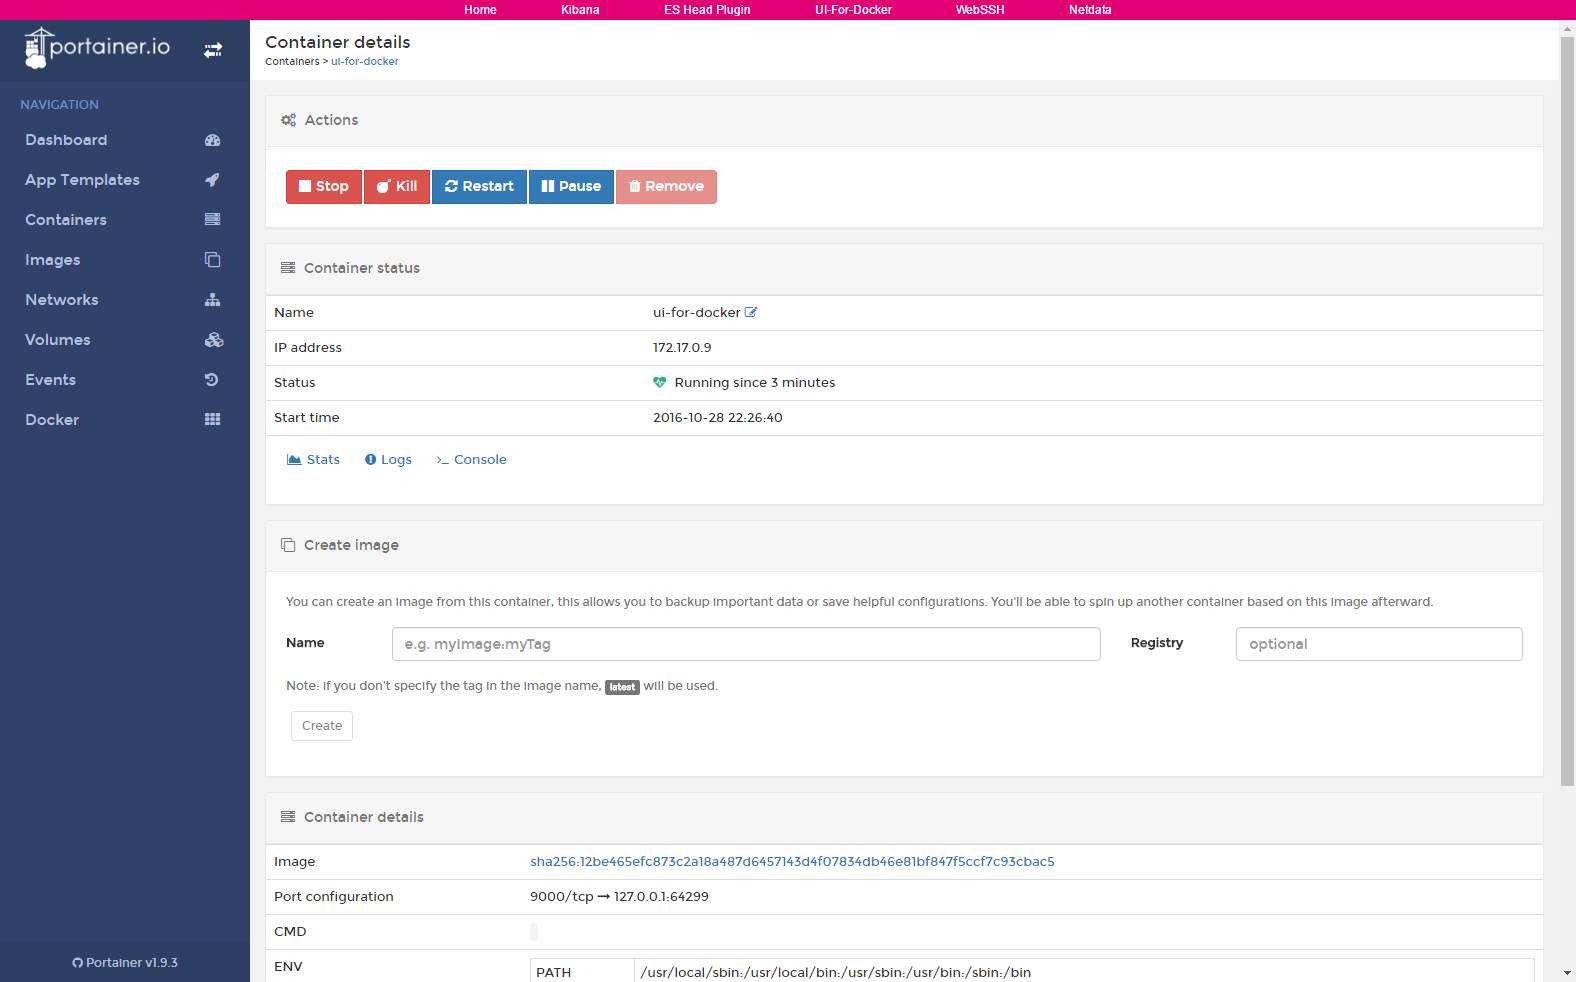 Home Kibana ES Head Plugin UI-For-Docker WebSSH Netdata
portainer.io
NAVIGATION
Dashboard
App Templates
Containers
Images
Networks
Volumes
Events
Docker
Portainer v1.9.3
Container details
Containers > ui-for-docker
Actions
Stop Kill Restart Pause Remove
Container status
Name ui-for-docker
IP address 172.17.0.9
Status Running since 3 minutes
Start time 2016-10-28 22:26:40
Stats Logs >_ Console
Create image
You can create an image from this container, this allows you to backup important data or save helpful configurations. You'll be able to spin up another container based on this image afterward.
Name e.g. myImage:myTag Registry optional
Note: if you don't specify the tag in the image name, latest will be used.
Create
Container details
Image sha256:12be465efc873c2a18a487d6457143d4f07834db46e81bf847f5ccf7c93cbac5
Port configuration 9000/tcp → 127.0.0.1:64299
CMD
ENV PATH /usr/local/sbin:/usr/local/bin:/usr/sbin:/usr/bin:/sbin:/bin